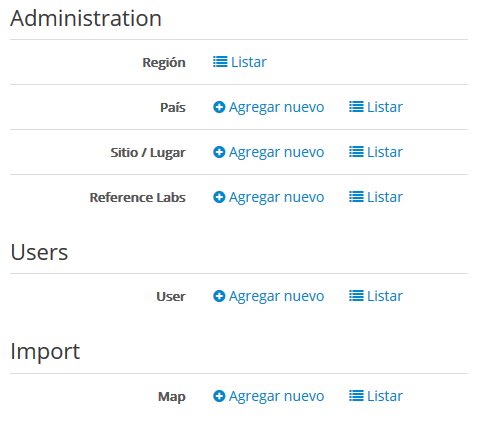 Administration
Región Listar
País Agregar nuevo Listar
Sitio / Lugar Agregar nuevo Listar
Reference Labs Agregar nuevo Listar
Users
User Agregar nuevo Listar
Import
Map Agregar nuevo Listar